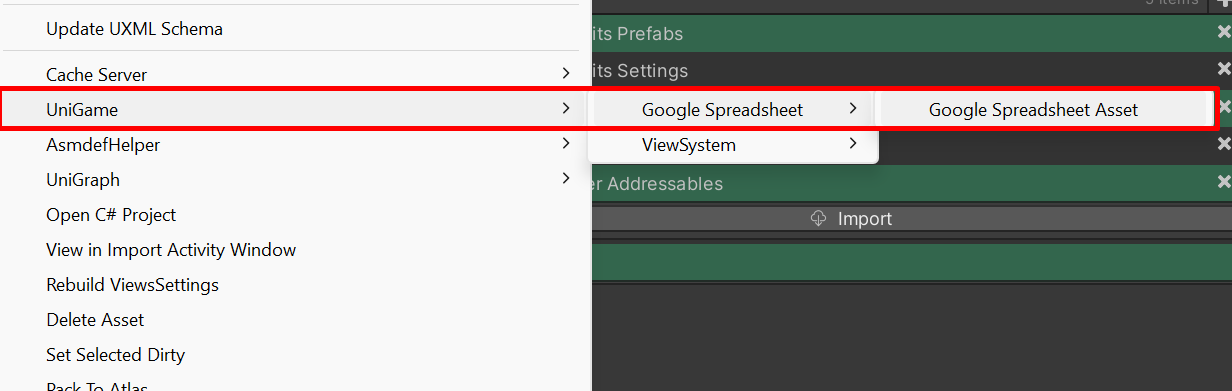 items
Update UXML Schema
its Prefabs
Cache Server
its Settings
UniGame
Google Spreadsheet
Google Spreadsheet Asset
AsmdefHelper
ViewSystem
UniGraph
er Addressables
Open C# Project
Import
View in Import Activity Window
Rebuild ViewsSettings
Delete Asset
Set Selected Dirty
Pack To Atlas